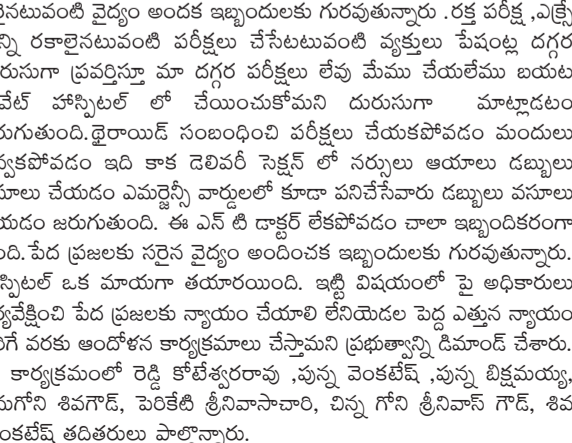 రైనటువంటి వైద్యం అందక ఇబ్బందులకు గురవుతున్నారు .రక్త పరీక్ష ,ఎక్స్రే
న్ని రకాలైనటువంటి పరీక్షలు చేసేటటువంటి వ్యక్తులు పేషంట్ల దగ్గర
రుసుగా ప్రవర్తిస్తూ మా దగ్గర పరీక్షలు లేవు మేము చేయలేము బయట
వేట్ హాస్పిటల్ లో చేయించుకోమని దురుసుగా మాట్లాడటం
రుగుతుంది.థైరాయిడ్ సంబంధించి పరీక్షలు చేయకపోవడం మందులు
వ్వకపోవడం ఇది కాక డెలివరీ సెక్షన్ లో నర్సులు ఆయాలు డబ్బులు
సూలు చేయడం ఎమర్జెన్సీ వార్డులలో కూడా పనిచేసేవారు డబ్బులు వసూలు
యడం జరుగుతుంది. ఈ ఎన్ టి డాక్టర్ లేకపోవడం చాలా ఇబ్బందికరంగా
ంది.పేద ప్రజలకు సరైన వైద్యం అందించక ఇబ్బందులకు గురవుతున్నారు.
స్పిటల్ ఒక మాయగా తయారయింది. ఇట్టి విషయంలో పై అధికారులు
ర్యవేక్షించి పేద ప్రజలకు న్యాయం చేయాలి లేనియెడల పెద్ద ఎత్తున న్యాయం
రిగే వరకు ఆందోళన కార్యక్రమాలు చేస్తామని ప్రభుత్వాన్ని డిమాండ్ చేశారు.
కార్యక్రమంలో రెడ్డి కోటేశ్వరరావు ,పున్న వెంకటేష్ ,పున్న బిక్షమయ్య,
నుగోని శివగౌడ్, పెరికేటి శ్రీనివాసాచారి, చిన్న గోని శ్రీనివాస్ గౌడ్, శివ
ంకటేష్ తదితరులు పాల్గొన్నారు.